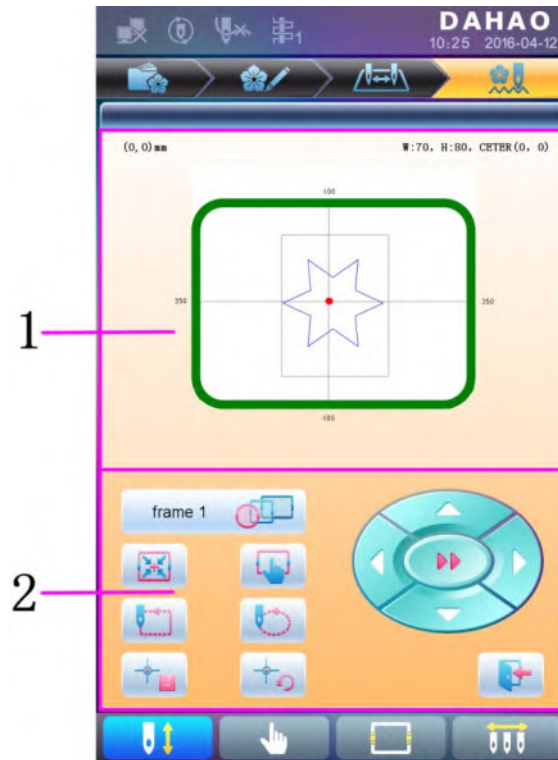 DAHAO
1
10:25 2016-04-12
(0, 0)mm
W:70, H:80, CETER(0, 0)
100
350
350
-100
1
frame 1
2